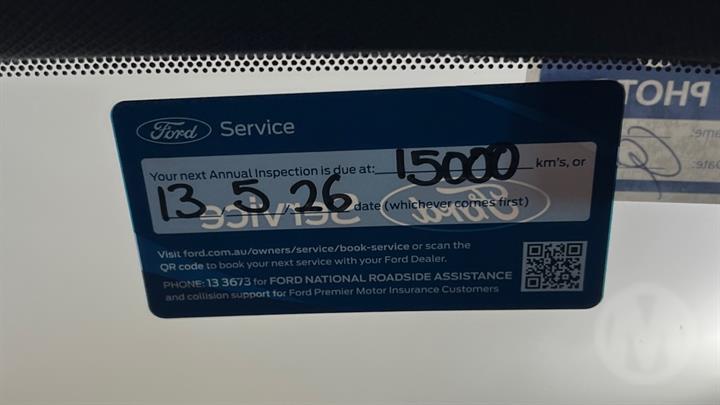 Ford Service
Your next Annual Inspection is due at: 15000 km's, or
13 / 5 / 26 date (whichever comes first)
Ford Service
Visit ford.com.au/owners/service/book-service or scan the
QR code to book your next service with your Ford Dealer.
PHONE: 13 3673 for FORD NATIONAL ROADSIDE ASSISTANCE
and collision support for Ford Premier Motor Insurance Customers
PHOT
M